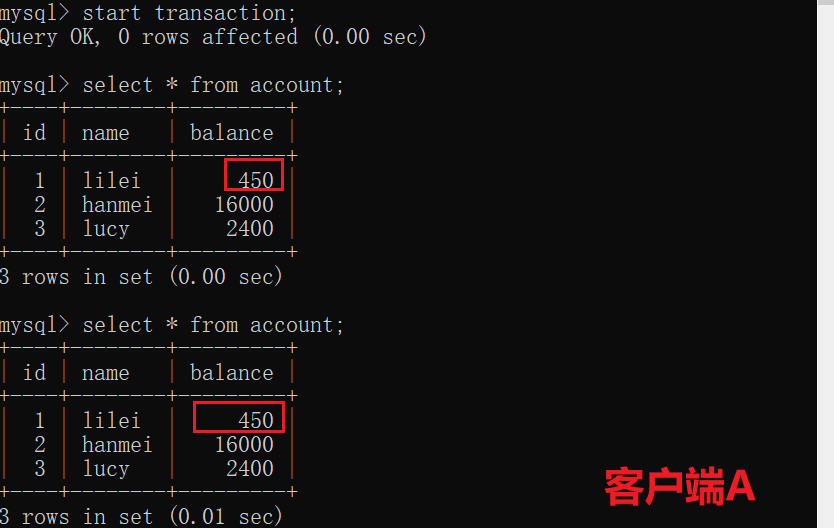 mysql> start transaction;
Query OK, 0 rows affected (0.00 sec)
mysql> select * from account;
+----+--------+---------+
| id | name   | balance |
+----+--------+---------+
|  1 | lilei  |     450 |
|  2 | hanmei |   16000 |
|  3 | lucy   |    2400 |
+----+--------+---------+
3 rows in set (0.00 sec)
mysql> select * from account;
+----+--------+---------+
| id | name   | balance |
+----+--------+---------+
|  1 | lilei  |     450 |
|  2 | hanmei |   16000 |
|  3 | lucy   |    2400 |
+----+--------+---------+
3 rows in set (0.01 sec)
客户端A